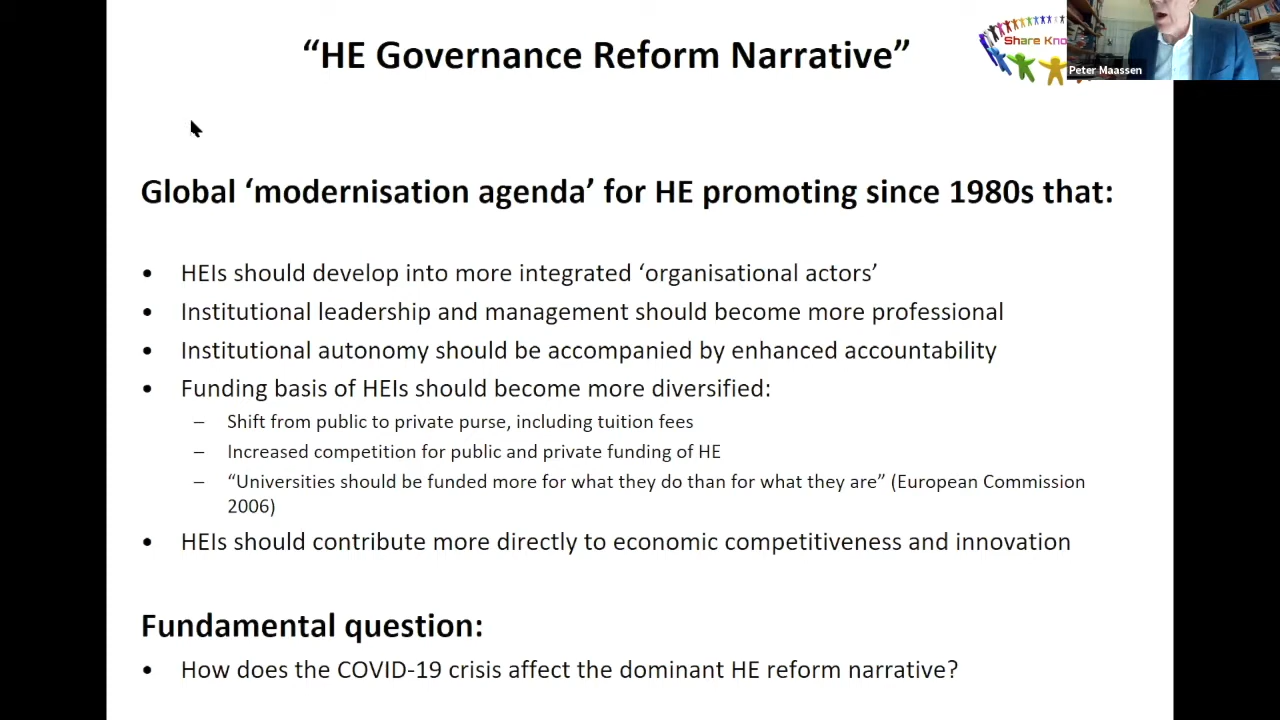 “HE Governance Reform Narrative”
Share Kno
Peter Maassen
Global ‘modernisation agenda’ for HE promoting since 1980s that:
• HEIs should develop into more integrated ‘organisational actors’
• Institutional leadership and management should become more professional
• Institutional autonomy should be accompanied by enhanced accountability
• Funding basis of HEIs should become more diversified:
– Shift from public to private purse, including tuition fees
– Increased competition for public and private funding of HE
– “Universities should be funded more for what they do than for what they are” (European Commission
2006)
• HEIs should contribute more directly to economic competitiveness and innovation
Fundamental question:
• How does the COVID-19 crisis affect the dominant HE reform narrative?